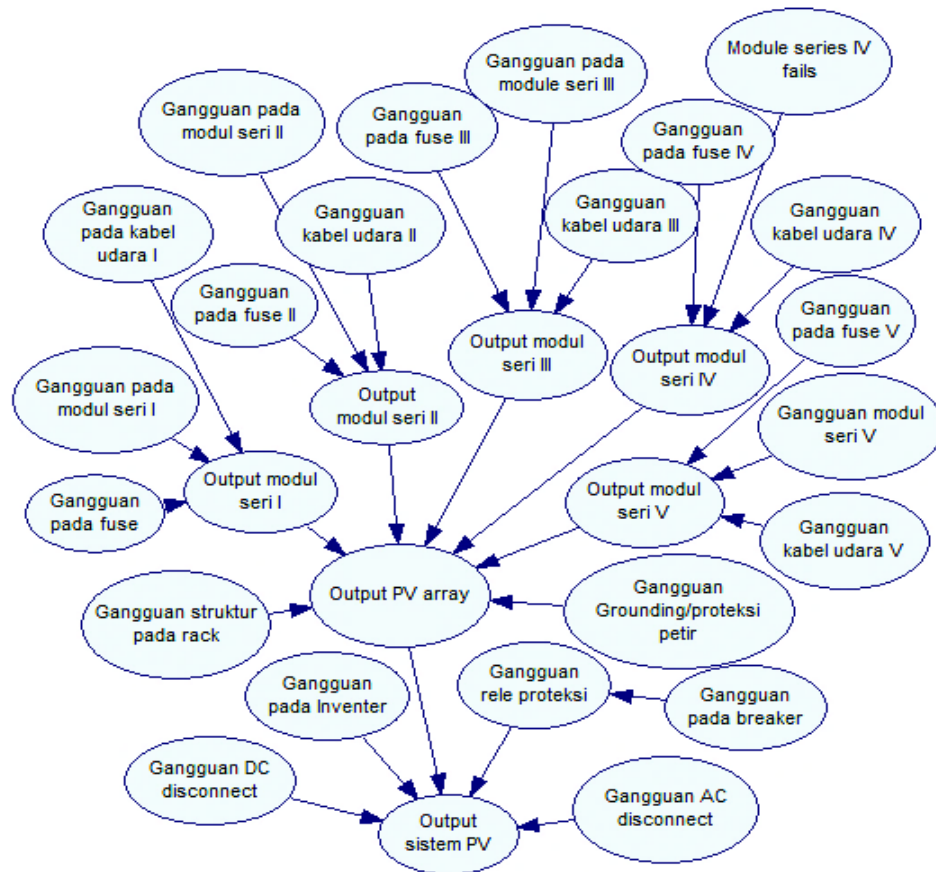 Module series IV
fails
Gangguan pada
module seri III
Gangguan pada
modul seri II
Gangguan
pada fuse III
Gangguan
pada fuse IV
Gangguan
pada kabel
udara I
Gangguan
kabel udara II
Gangguan
kabel udara III
Gangguan
kabel udara IV
Gangguan
pada fuse II
Gangguan
pada fuse V
Output modul
seri III
Output modul
seri IV
Gangguan pada
modul seri I
Output
modul seri II
Gangguan modul
seri V
Output modul
seri I
Output modul
seri V
Gangguan
pada fuse
Gangguan
kabel udara V
Output PV array
Gangguan struktur
pada rack
Gangguan
Grounding/proteksi
petir
Gangguan
pada Inventer
Gangguan
rele proteksi
Gangguan
pada breaker
Gangguan DC
disconnect
Gangguan AC
disconnect
Output
sistem PV